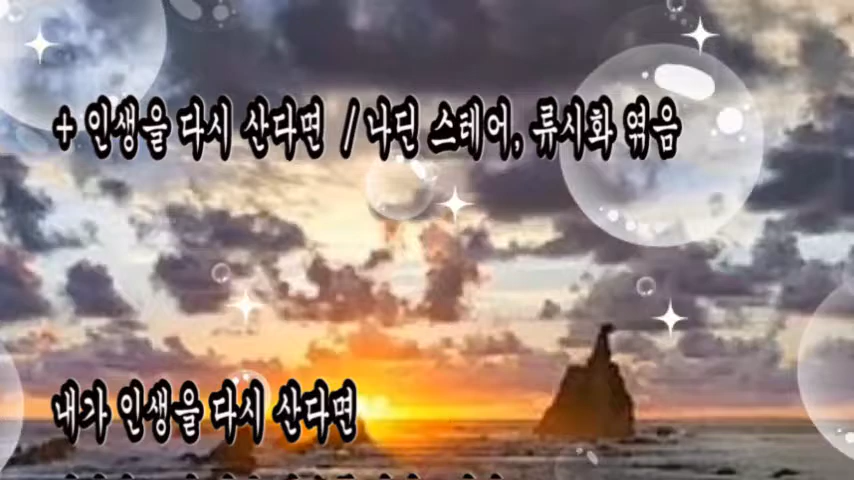 + 인생을 다시 산다면 / 나딘 스테어, 류시화 엮음
내가 인생을 다시 산다면